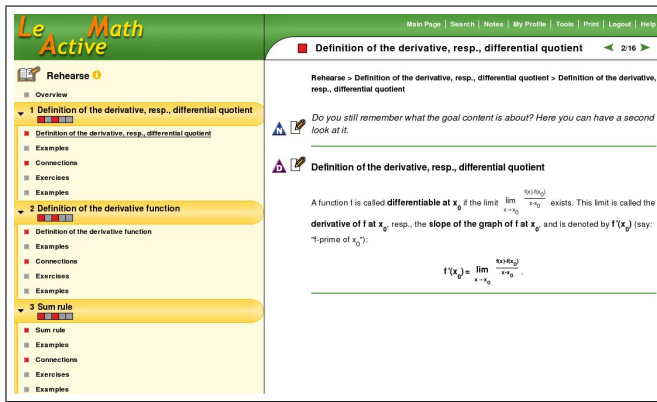 Le Math
Active
Main Page | Search | Notes | My Profile | Tools | Print | Logout | Help
Definition of the derivative, resp., differential quotient
2/16
Rehearse
Overview
1 Definition of the derivative, resp., differential quotient
Definition of the derivative, resp., differential quotient
Examples
Connections
Exercises
Examples
2 Definition of the derivative function
Definition of the derivative function
Examples
Connections
Exercises
Examples
3 Sum rule
Sum rule
Examples
Connections
Exercises
Examples
Rehearse > Definition of the derivative, resp., differential quotient > Definition of the derivative,
resp., differential quotient
N
Do you still remember what the goal content is about? Here you can have a second
look at it.
D
Definition of the derivative, resp., differential quotient
A function f is called differentiable at x0 if the limit lim x→x0 f(x)-f(x0) x-x0 exists. This limit is called the
derivative of f at x0, resp., the slope of the graph of f at x0, and is denoted by f'(x0) (say:
"f-prime of x0"):
f'(x0) = lim x→x0 f(x)-f(x0) x-x0 .